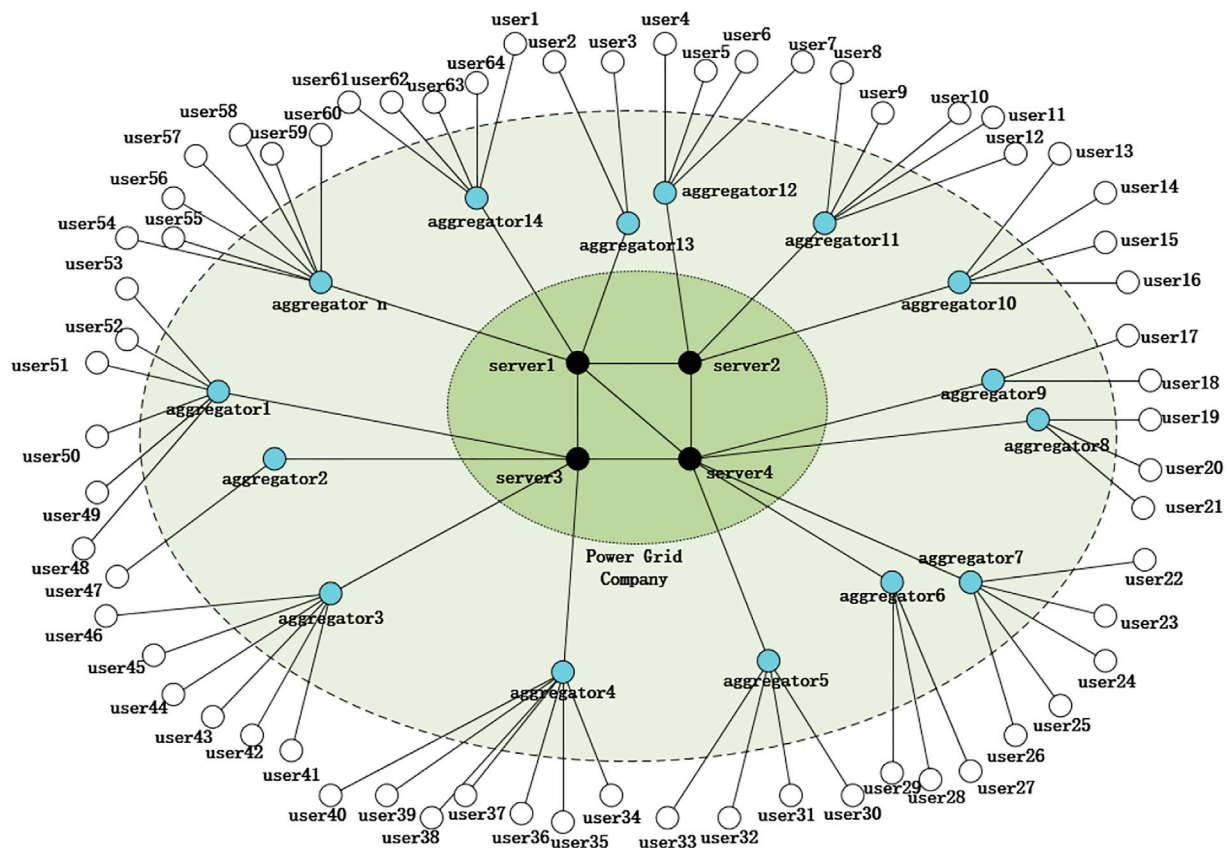 user1
user2
user3
user4
user5
user6
user7
user8
user64
user61
user62
user63
user9
user10
user11
user12
user13
user58
user59
user60
user57
user56
user54
user55
user53
user14
user15
user16
aggregator14
aggregator13
aggregator12
aggregator11
aggregator10
aggregator n
user52
user51
user17
user18
user19
server1
server2
aggregator9
aggregator1
aggregator8
user50
user49
user48
user47
aggregator2
server3
server4
user20
user21
Power Grid
Company
aggregator7
aggregator6
user22
user23
user24
user25
user26
user46
user45
user44
user43
user42
user41
aggregator3
aggregator4
aggregator5
user40
user39
user38
user37
user36
user35
user34
user33
user32
user31
user30
user29
user28
user27